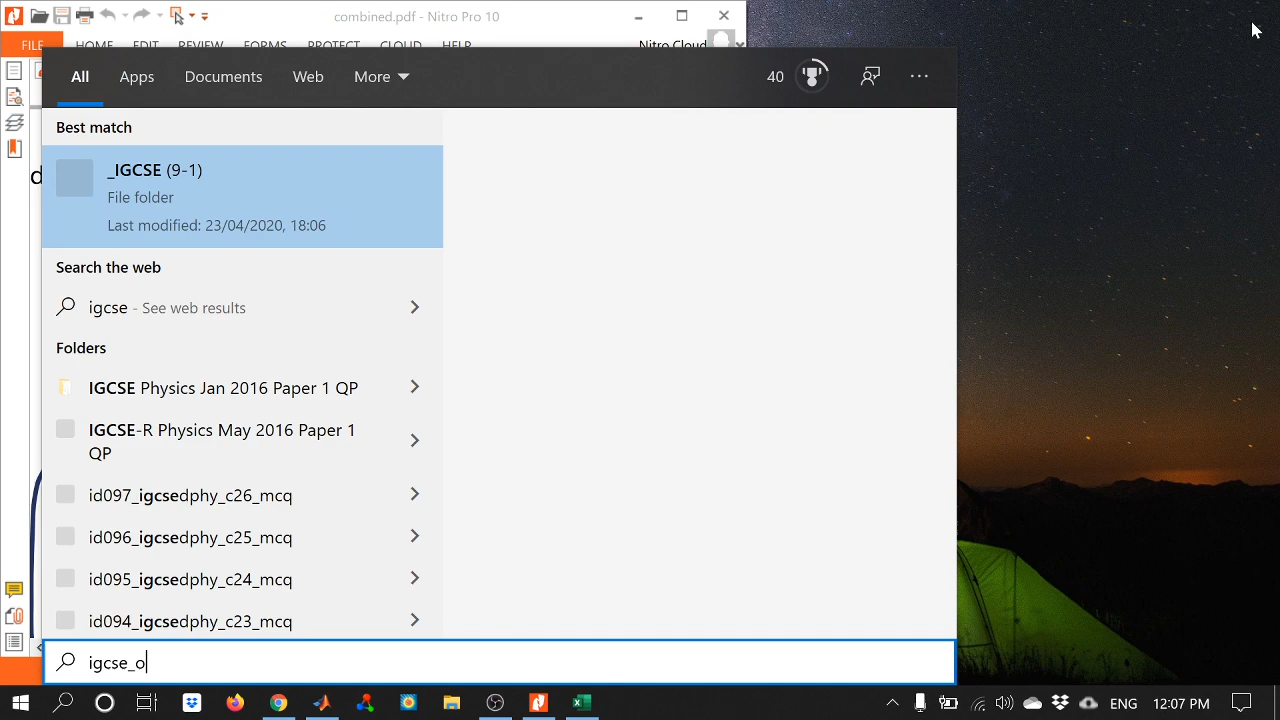 combined.pdf - Nitro Pro 10
FILE HOME EDIT REVIEW FORMS PROTECT CLOUD HELP Nitro Cloud
All Apps Documents Web More 40
Best match
_IGCSE (9-1)
File folder
Last modified: 23/04/2020, 18:06
Search the web
igcse - See web results
Folders
IGCSE Physics Jan 2016 Paper 1 QP
IGCSE-R Physics May 2016 Paper 1
QP
id097_igcsedphy_c26_mcq
id096_igcsedphy_c25_mcq
id095_igcsedphy_c24_mcq
id094_igcsedphy_c23_mcq
igcse_o
ENG 12:07 PM